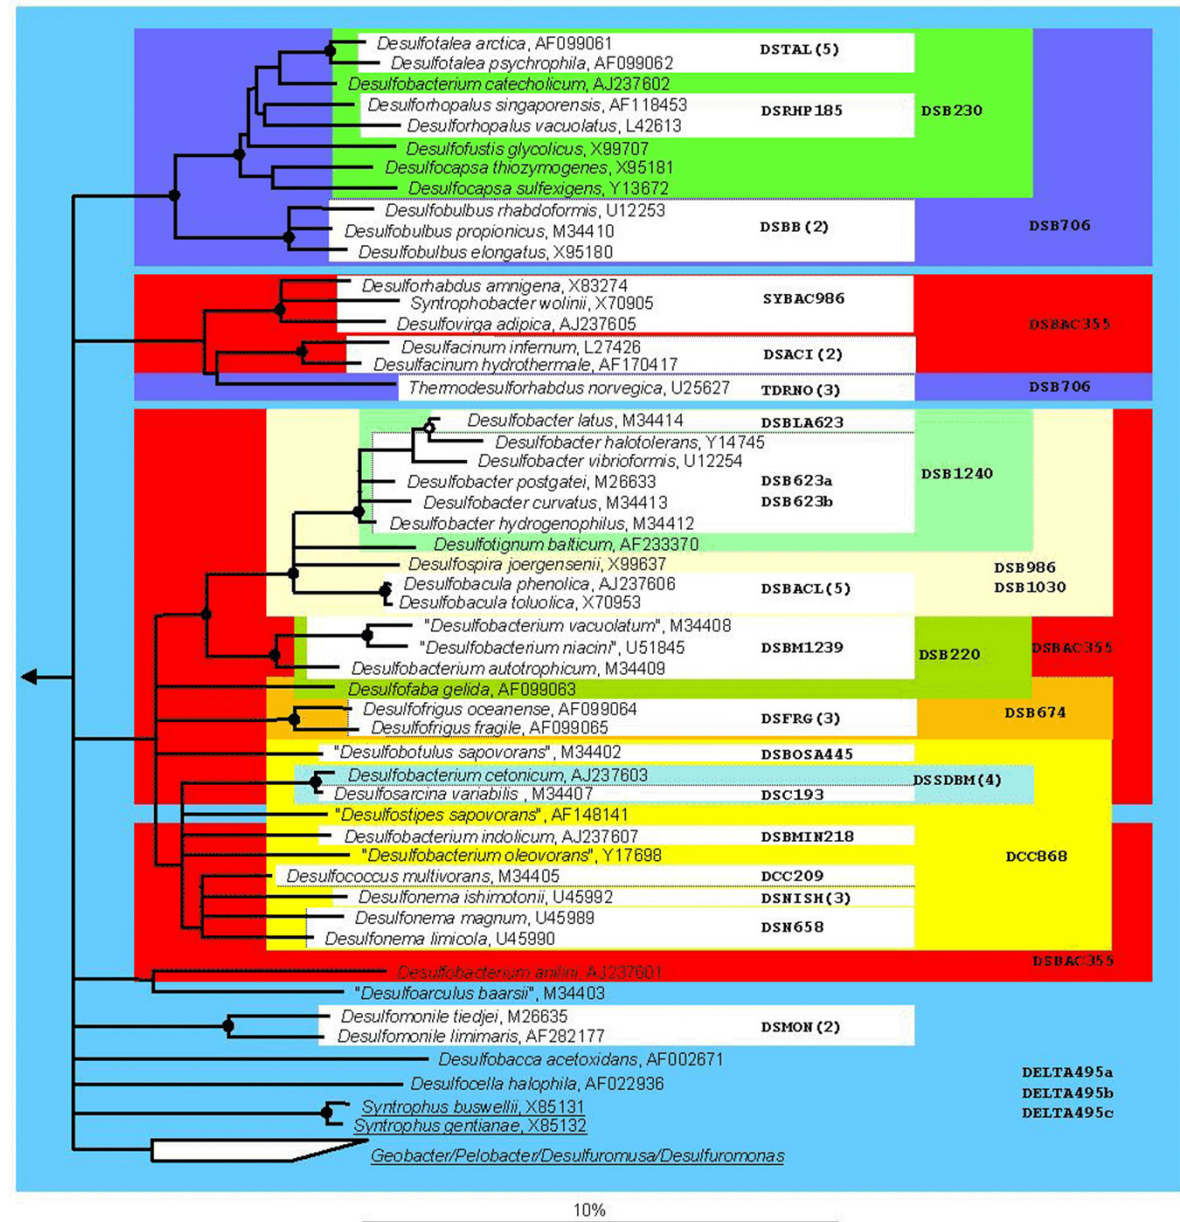 Desulfotalea arctica, AF099061
DSTAL(5)
Desulfotalea psychrophila, AF099062
Desulfobacterium catecholicum, AJ237602
Desulforhopalus singaporensis, AF118453
DSRHP185 DSB230
Desulforhopalus vacuolatus, L42613
Desulfofustis glycolicus, X99707
Desulfocapsa thiozymogenes, X95181
Desulfocapsa sulfexigens, Y13672
Desulfobulbus rhabdoformis, U12253
Desulfobulbus propionicus, M34410 DSBB(2) DSB706
Desulfobulbus elongatus, X95180
Desulforhabdus amnigena, X83274
Syntrophobacter wolinii, X70905 SYBAC986
Desulfovirga adipica, AJ237605 DSBAC355
Desulfacinum infernum, L27426
DSACI(2)
Desulfacinum hydrothermale, AF170417
Thermodesulforhabdus norvegica, U25627 TDRNO(3) DSB706
Desulfobacter latus, M34414 DSBLA623
Desulfobacter halotolerans, Y14745
Desulfobacter vibrioformis, U12254
DSB1240
Desulfobacter postgatei, M26633 DSB623a
Desulfobacter curvatus, M34413 DSB623b
Desulfobacter hydrogenophilus, M34412
Desulfotignum balticum, AF233370
Desulfospira joergensenii, X99637 DSB986
Desulfobacula phenolica, AJ237606 DSBACL(5) DSB1030
Desulfobacula toluolica, X70953
"Desulfobacterium vacuolatum", M34408
"Desulfobacterium niacini", U51845 DSBM1239 DSB220 DSBAC355
Desulfobacterium autotrophicum, M34409
Desulfofaba gelida, AF099063
Desulfofrigus oceanense, AF099064
DSFRG(3) DSB674
Desulfofrigus fragile, AF099065
"Desulfobotulus sapovorans", M34402 DSBOSA445
Desulfobacterium cetonicum, AJ237603 DSSDBM(4)
Desulfosarcina variabilis , M34407 DSC193
"Desulfostipes sapovorans", AF148141
Desulfobacterium indolicum, AJ237607 DSBMIN218
"Desulfobacterium oleovorans", Y17698 DCC868
Desulfococcus multivorans, M34405 DCC209
Desulfonema ishimotonii, U45992 DSNISH(3)
Desulfonema magnum, U45989
DSN658
Desulfonema limicola, U45990
DSBAC355
Desulfobacterium anilini, AJ237601
"Desulfoarculus baarsii", M34403
Desulfomonile tiedjei, M26635
DSMON(2)
Desulfomonile limimaris, AF282177
Desulfobacca acetoxidans, AF002671
DELTA495a
Desulfocella halophila, AF022936
DELTA495b
Syntrophus buswellii, X85131 DELTA495c
Syntrophus gentianae, X85132
Geobacter/Pelobacter/Desulfuromusa/Desulfuromonas
10%